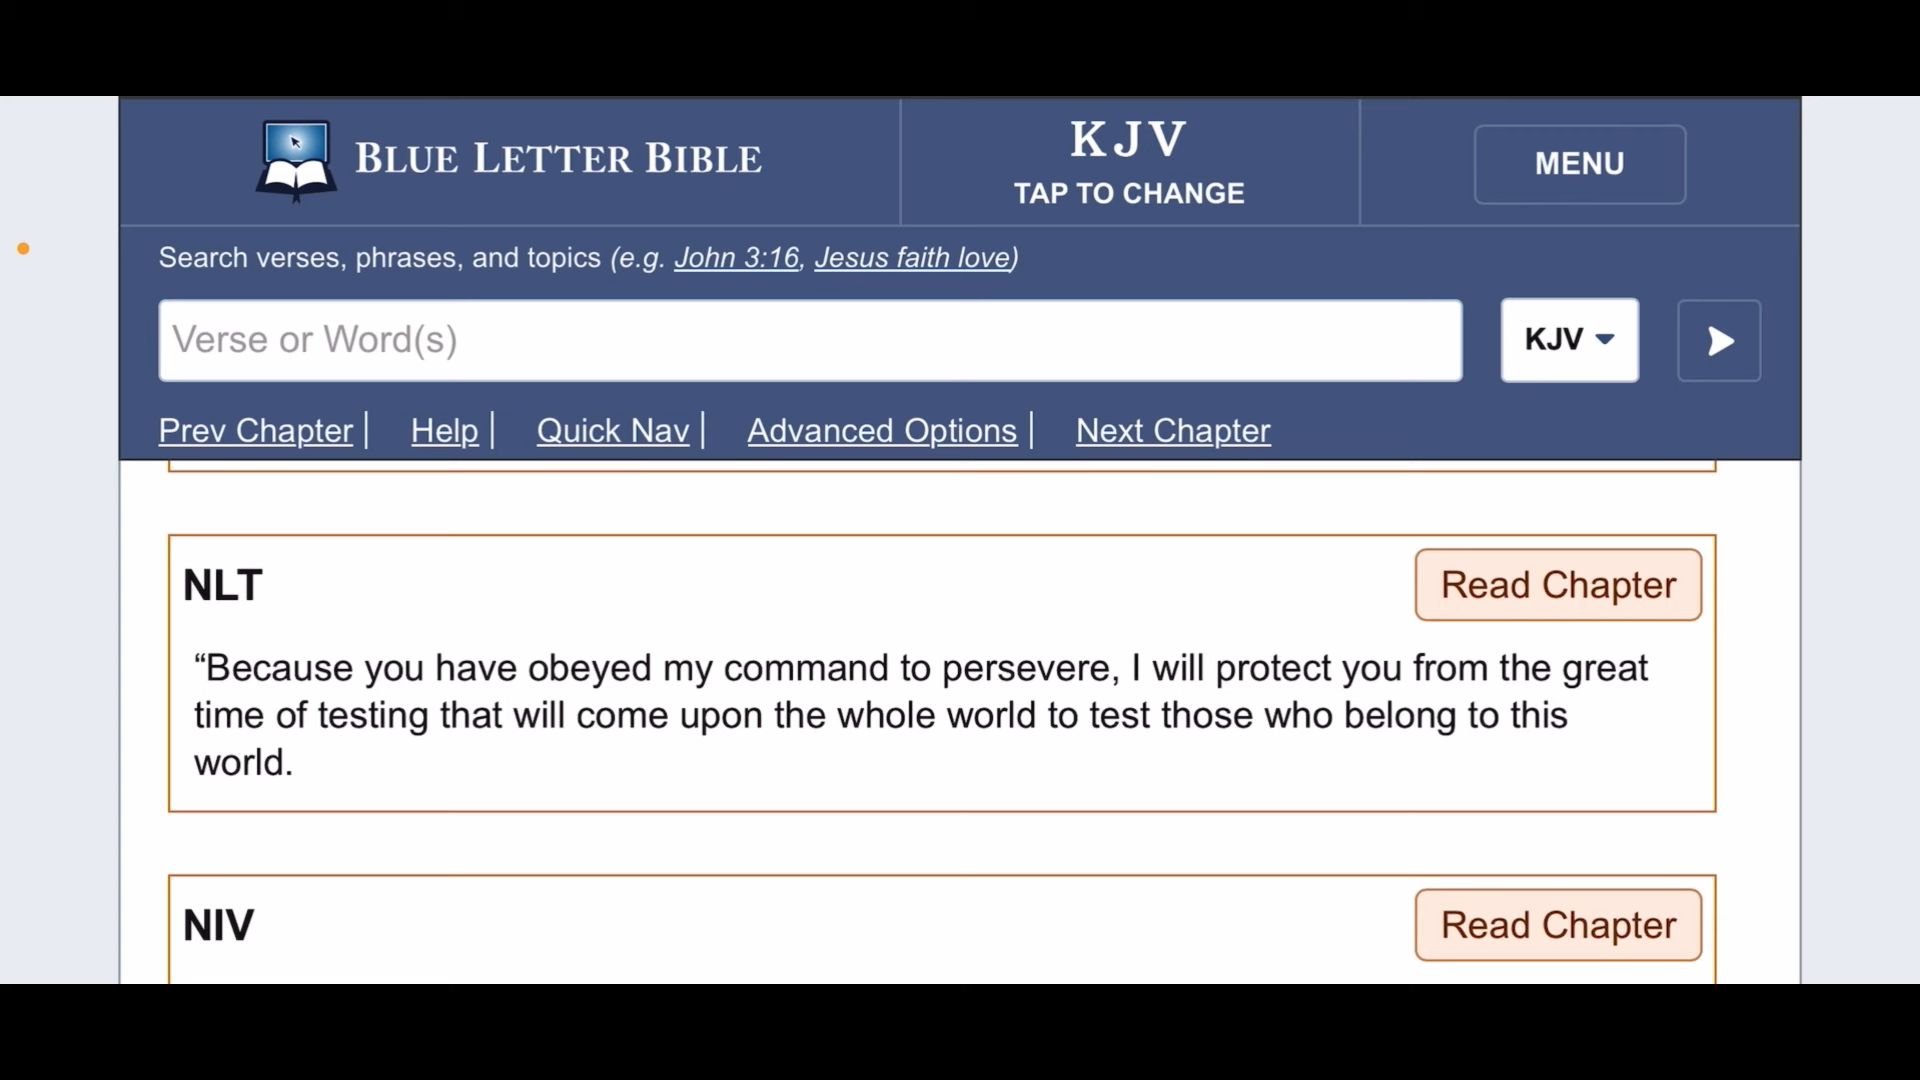 BLUE LETTER BIBLE
KJV
TAP TO CHANGE
MENU
Search verses, phrases, and topics (e.g. John 3:16, Jesus faith love)
Verse or Word(s)
KJV
Prev Chapter | Help | Quick Nav | Advanced Options | Next Chapter
NLT
Read Chapter
“Because you have obeyed my command to persevere, I will protect you from the great
time of testing that will come upon the whole world to test those who belong to this
world.
NIV
Read Chapter